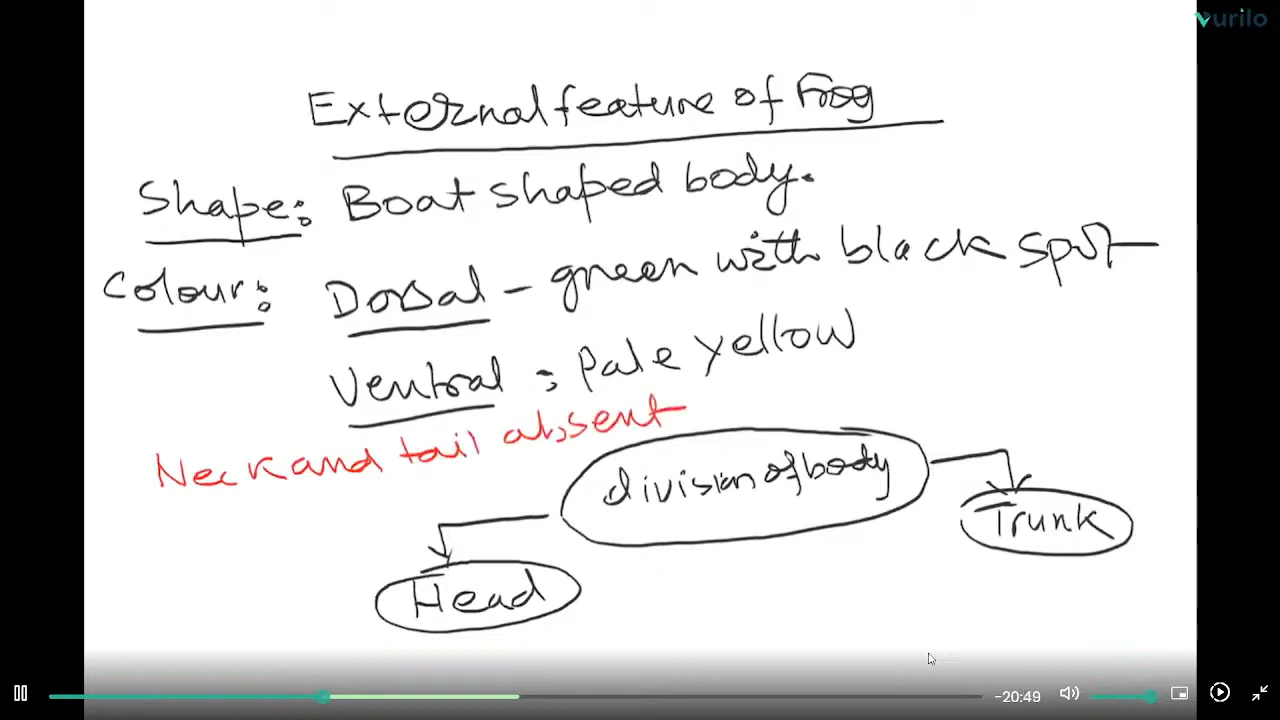 vurilo
External feature of Frog
Shape: Boat shaped body.
Colour: Dorsal - green with black spot
Ventral : Pale yellow
Neck and tail absent
division of body
Trunk
Head
-20:49